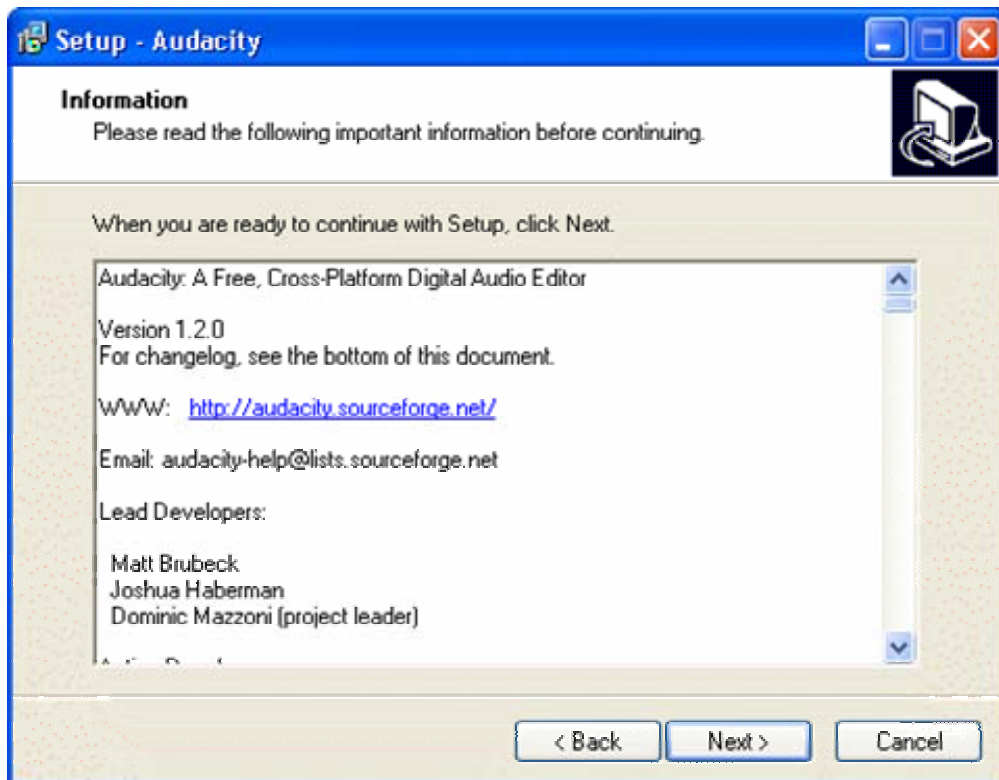 Setup - Audacity
Information
Please read the following important information before continuing.
When you are ready to continue with Setup, click Next.
Audacity: A Free, Cross-Platform Digital Audio Editor
Version 1.2.0
For changelog, see the bottom of this document.
WWW: http://audacity.sourceforge.net/
Email: audacity-help@lists.sourceforge.net
Lead Developers:
Matt Brubeck
Joshua Haberman
Dominic Mazzoni (project leader)
< Back
Next >
Cancel